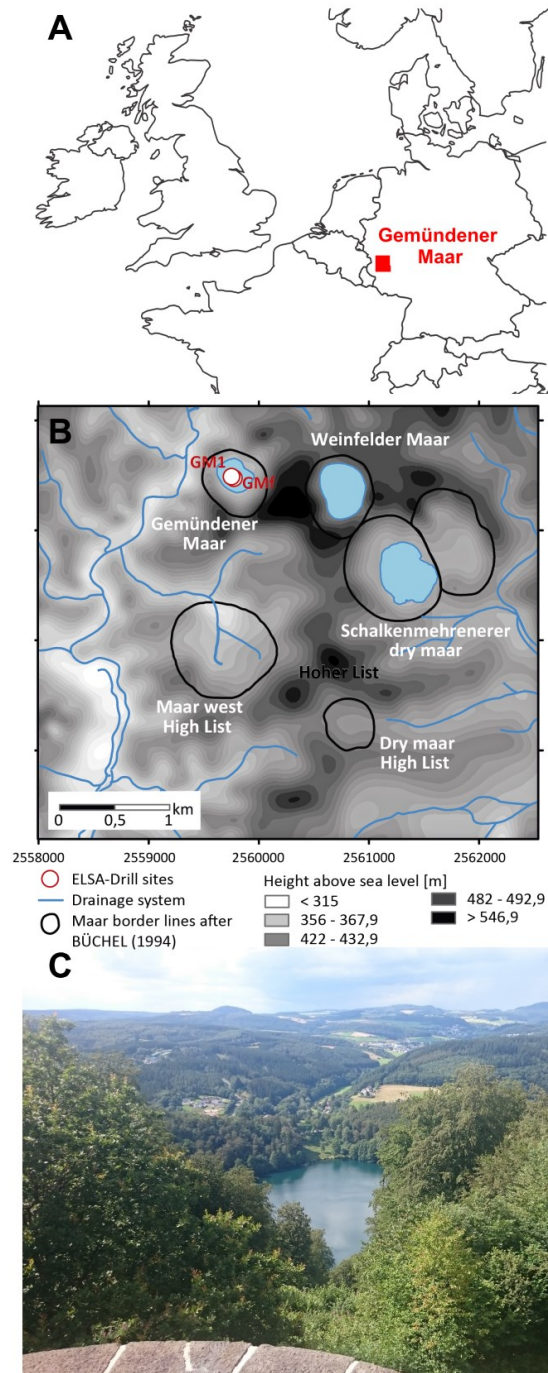 A
Gemündener
Maar
B
Weinfelder Maar
GM1
Gemündener
Maar
Schalkenmehrenerer
dry maar
Hoher List
Maar west
High List
Dry maar
High List
0 0,5 1 km
2558000 2559000 2560000 2561000 2562000
ELSA-Drill sites
Drainage system
Maar border lines after
BÜCHEL (1994)
Height above sea level [m]
< 315
356 - 367,9
422 - 432,9
482 - 492,9
> 546,9
C